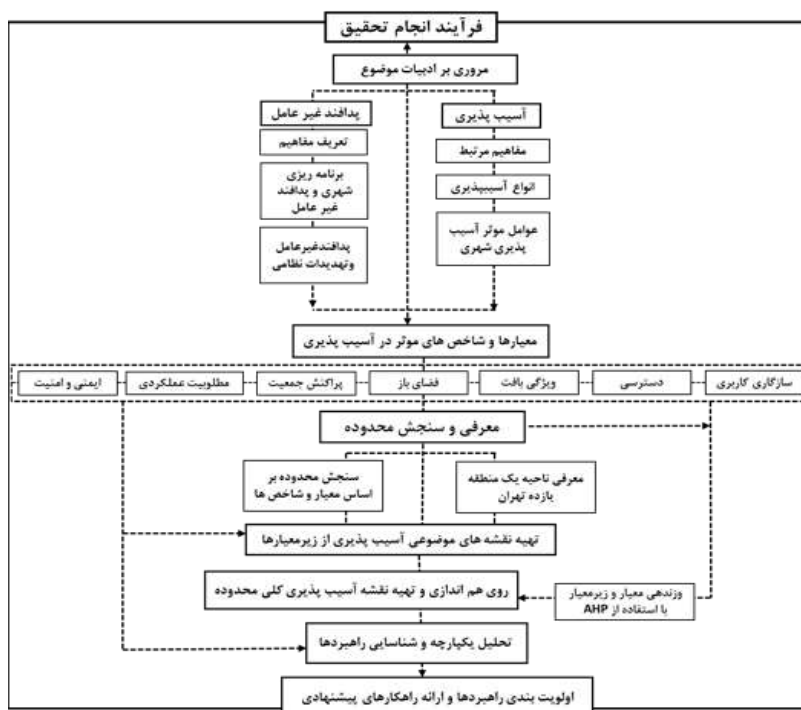 فرآیند انجام تحقیق
مروری بر ادبیات موضوع
آسیب پذیری
مفاهیم مرتبط
انواع آسیبپذیری
عوامل موثر آسیب
پذیری شهری
پدافند غیر عامل
تعریف مفاهیم
برنامه ریزی
شهری و پدافند
غیر عامل
پدافندغیرعامل
وتهدیدات نظامی
معیارها و شاخص های موثر در آسیب پذیری
سازگاری کاربری
دسترسی
ویژگی بافت
فضای باز
پراکنش جمعیت
مطلوبیت عملکردی
ایمنی و امنیت
معرفی و سنجش محدوده
معرفی ناحیه یک منطقه
یازده تهران
سنجش محدوده بر
اساس معیار و شاخص ها
تهیه نقشه های موضوعی آسیب پذیری از زیرمعیارها
روی هم اندازی و تهیه نقشه آسیب پذیری کلی محدوده
وزندهی معیار و زیرمعیار
با استفاده از AHP
تحلیل یکپارچه و شناسایی راهبردها
اولویت بندی راهبردها و ارائه راهکارهای پیشنهادی